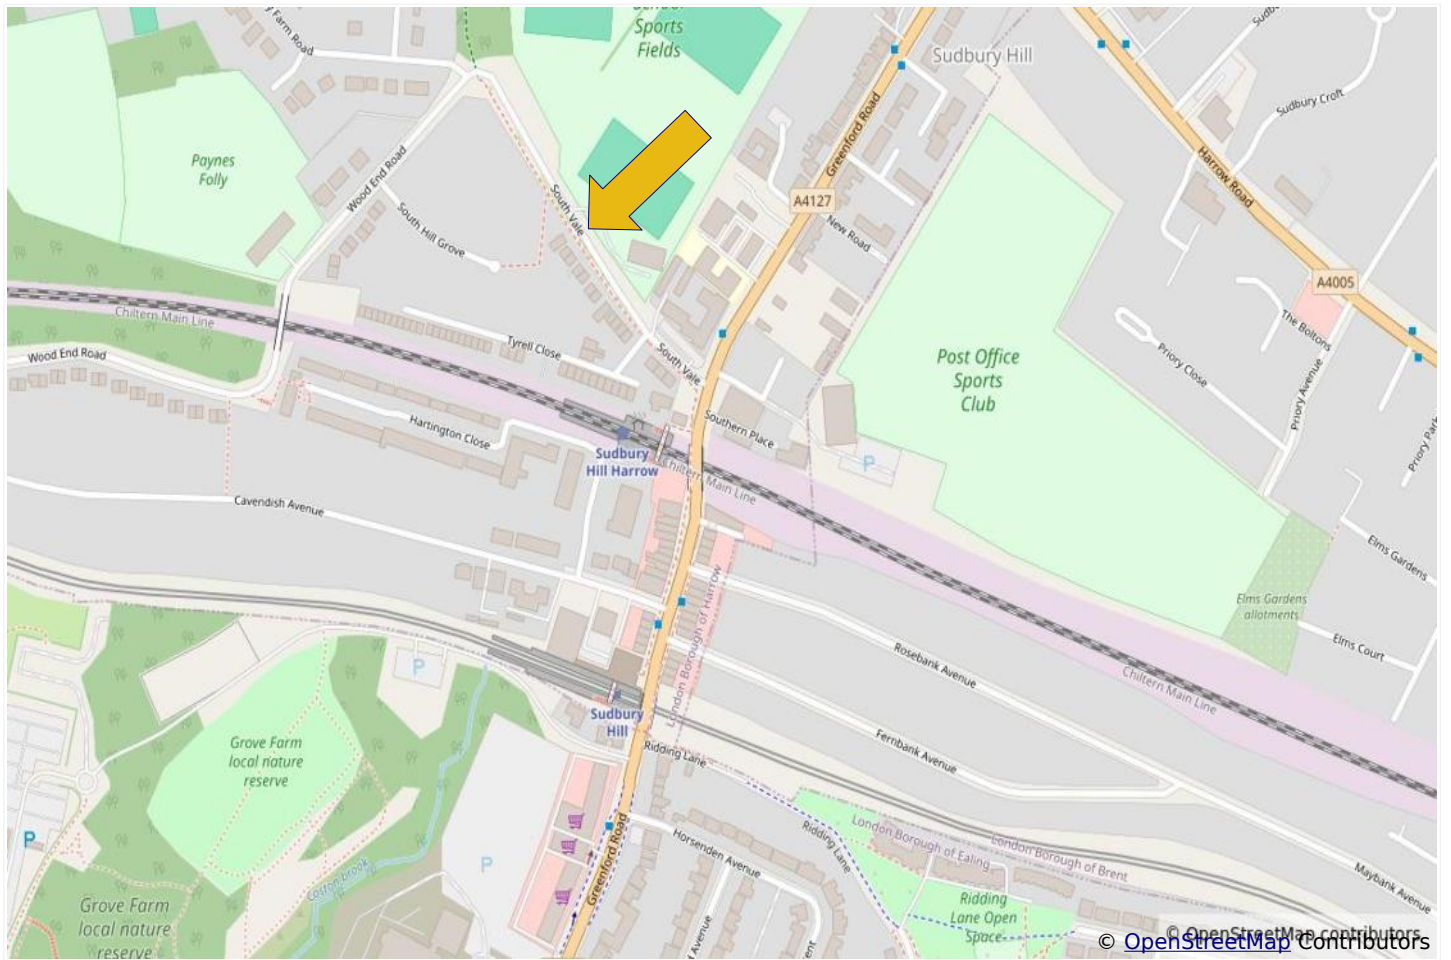 Sports
Fields
Sudbury Hill
y Farm Road
Sudbury Croft
Paynes
Folly
Wood End Road
South Vale
Greenford Road
Harrow Road
A4127
South Hill Grove
New Road
A4005
Chiltern Main Line
The Boltons
Wood End Road
Tyrell Close
South Vale
Post Office
Sports
Club
Priory Close
Priory Avenue
Hartington Close
Southern Place
Sudbury
Hill Harrow
P
Chiltern Main Line
Priory Park
Cavendish Avenue
Elms Gardens
London Borough of Harrow
Elms Gardens
allotments
Elms Court
Rosebank Avenue
P
Chiltern Main Line
Sudbury
Hill
Grove Farm
local nature
reserve
Ridding Lane
Fernbank Avenue
P
P
Greenford Road
Horsenden Avenue
Ridding Lane
London Borough of Ealing
London Borough of Brent
Maybank Avenue
Coston brook
Grove Farm
local nature
reserve
Avenue
Ridding
Lane Open
Space
© OpenStreetMap contributors
© OpenStreetMap Contributors